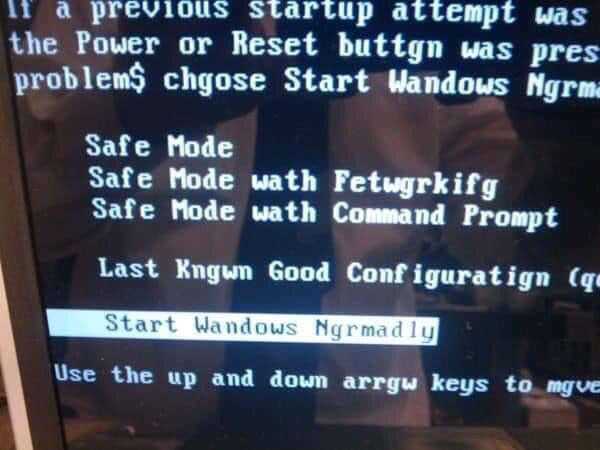 If a previous startup attempt was
the Power or Reset buttgn was pres
problem$ chgose Start Wandows Ngrma
Safe Mode
Safe Mode wath Fetwgrkifg
Safe Mode wath Command Prompt
Last Kngwn Good Configuratign (q
Start Wandows Ngrmadly
Use the up and down arrgw keys to mgve